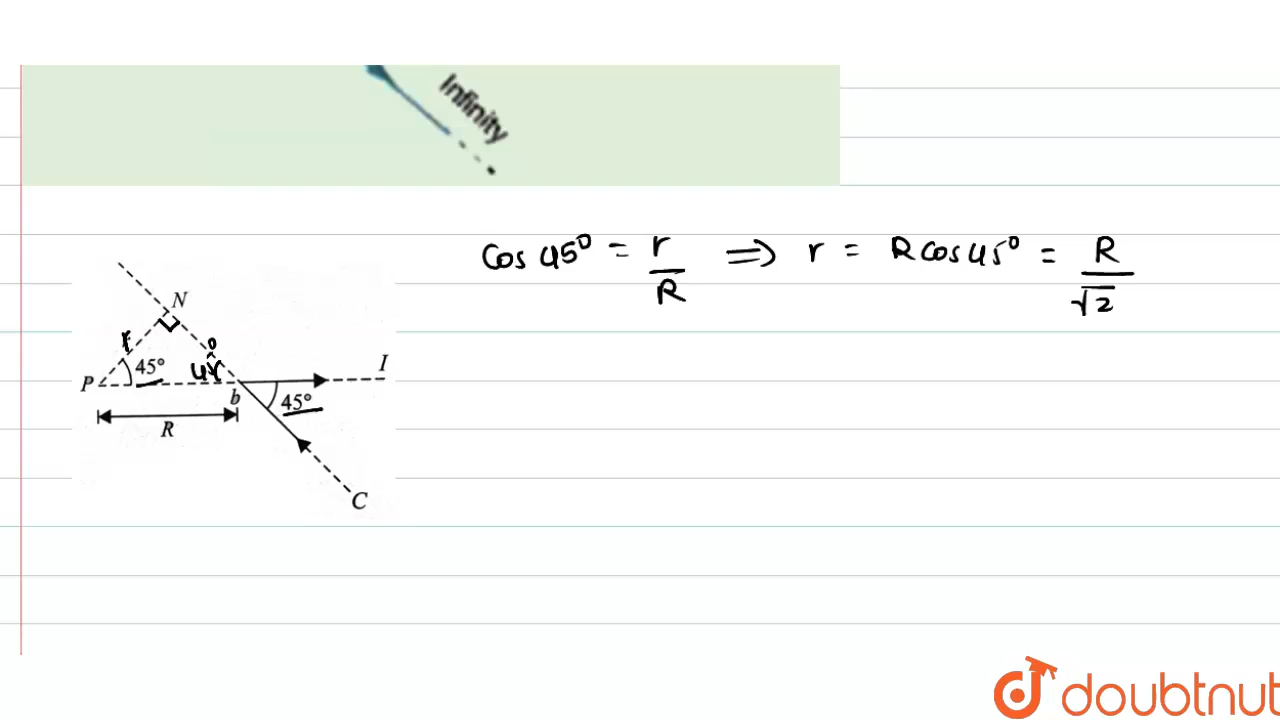 Infinity
cos 45° = r/R ⇒ r = R cos 45° = R/√2
N
r
45°
45°
P
b
I
45°
R
C
doubtnut